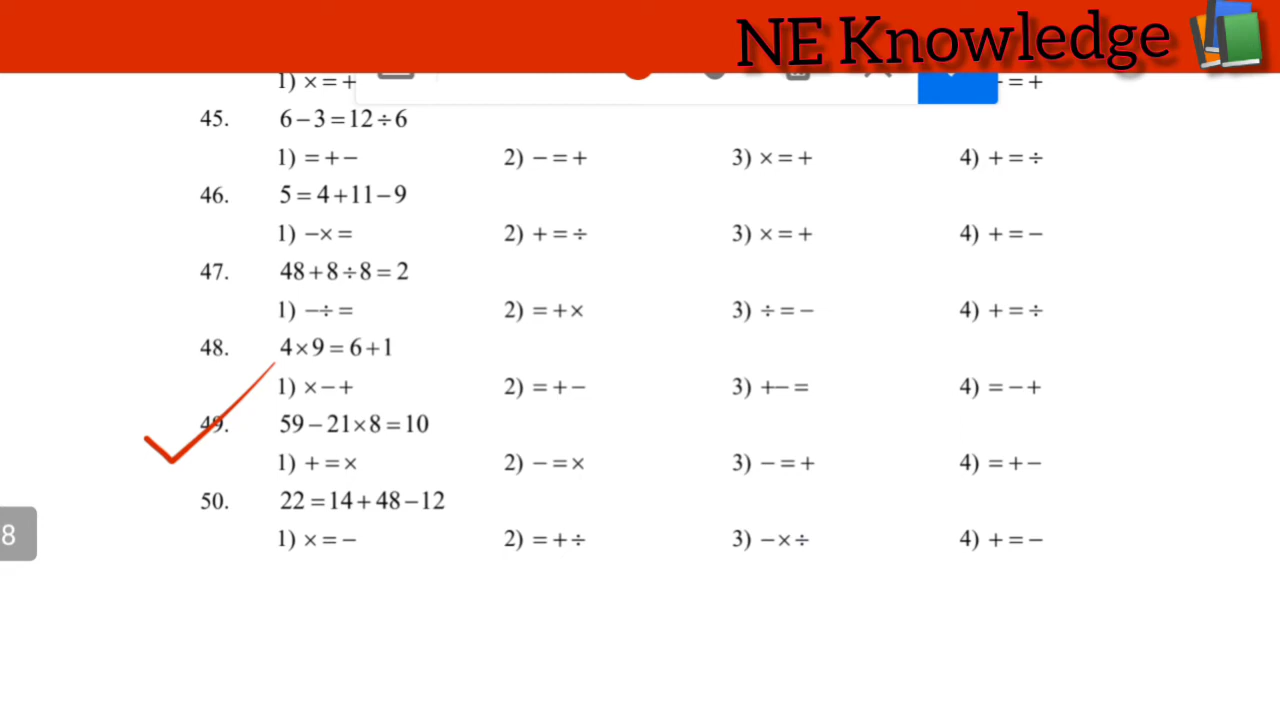 NE Knowledge
1) × = + = +
45. 6 − 3 = 12 ÷ 6
1) = + − 2) − = + 3) × = + 4) + = ÷
46. 5 = 4 + 11 − 9
1) − × = 2) + = ÷ 3) × = + 4) + = −
47. 48 + 8 ÷ 8 = 2
1) − ÷ = 2) = + × 3) ÷ = − 4) + = ÷
48. 4 × 9 = 6 + 1
1) × − + 2) = + − 3) + − = 4) = − +
49. 59 − 21 × 8 = 10
1) + = × 2) − = × 3) − = + 4) = + −
50. 22 = 14 + 48 − 12
8
1) × = − 2) = + ÷ 3) − × ÷ 4) + = −